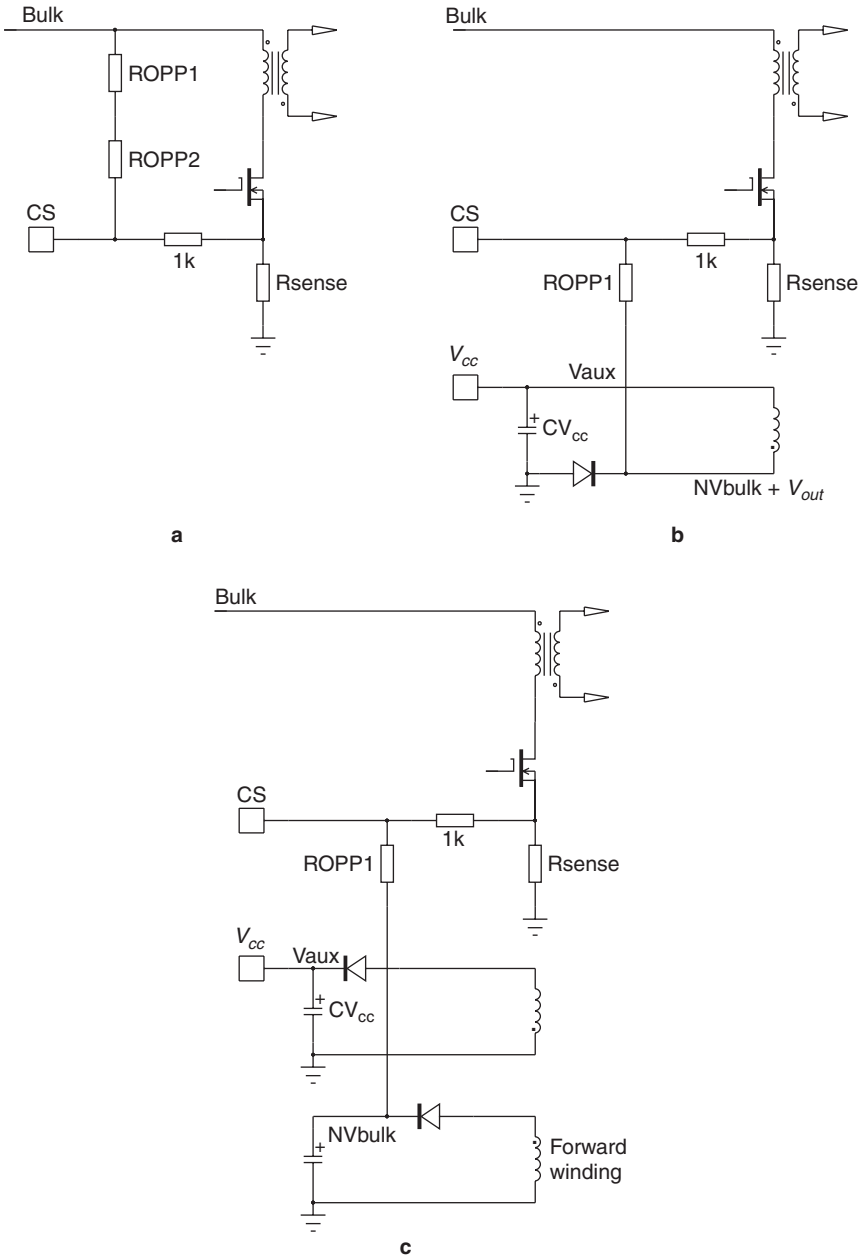 Bulk
ROPP1
ROPP2
CS
1k
Rsense
a
Bulk
CS
1k
ROPP1
Rsense
Vcc
Vaux
+
CVcc
NVbulk + Vout
b
Bulk
CS
1k
ROPP1
Rsense
Vcc
Vaux
+
CVcc
NVbulk
+
Forward
winding
c